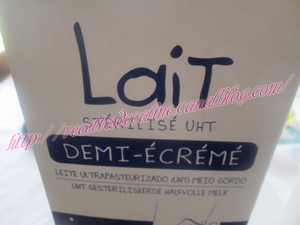 Lait
STÉRILISÉ UHT
DEMI-ÉCRÉMÉ
LEITE ULTRAPASTEURIZADO (UHT) MEIO GORDO
UHT GESTERILISEERDE HALFVOLLE MELK